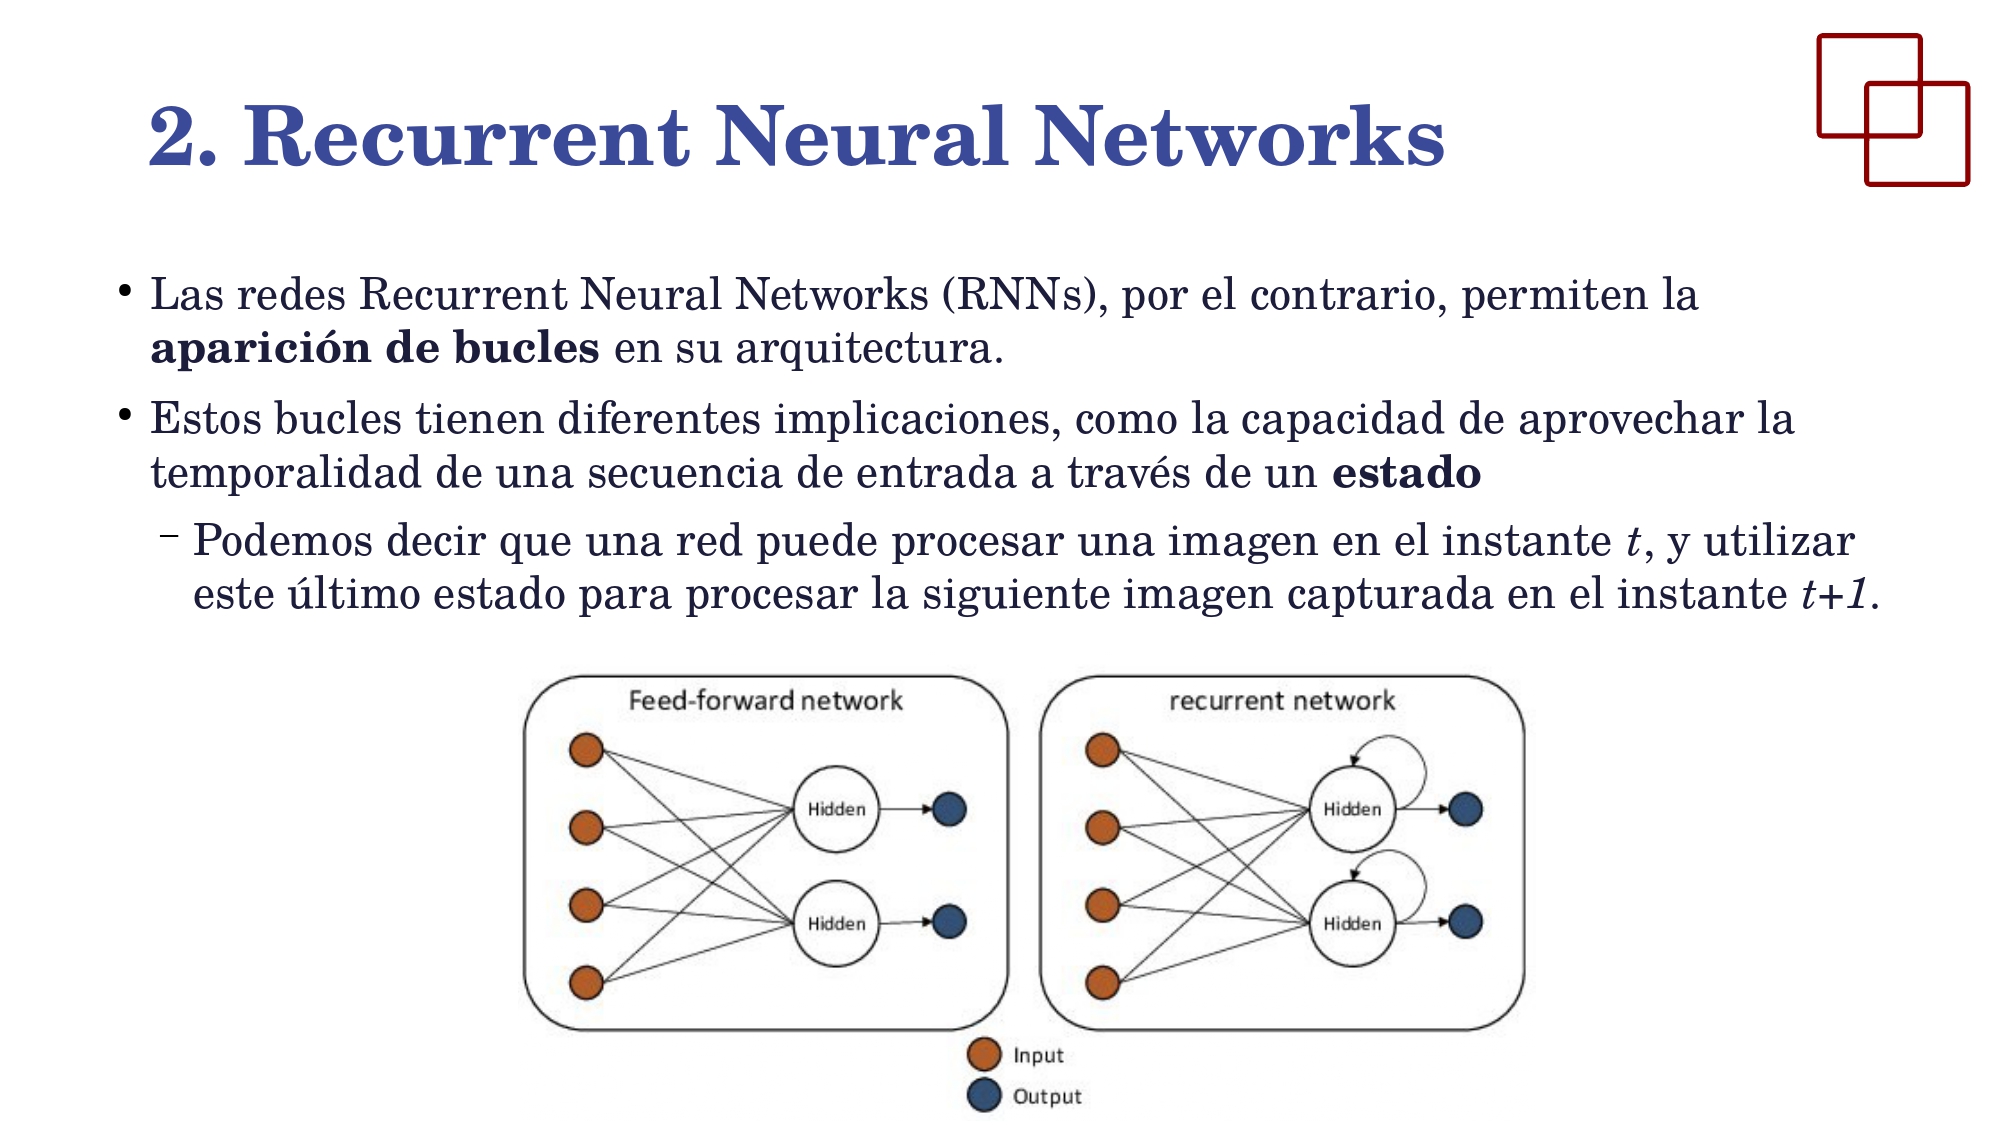 2. Recurrent Neural Networks
• Las redes Recurrent Neural Networks (RNNs), por el contrario, permiten la
aparición de bucles en su arquitectura.
• Estos bucles tienen diferentes implicaciones, como la capacidad de aprovechar la
temporalidad de una secuencia de entrada a través de un estado
– Podemos decir que una red puede procesar una imagen en el instante t, y utilizar
este último estado para procesar la siguiente imagen capturada en el instante t+1.
Feed-forward network
Hidden
Hidden
recurrent network
Hidden
Hidden
Input
Output